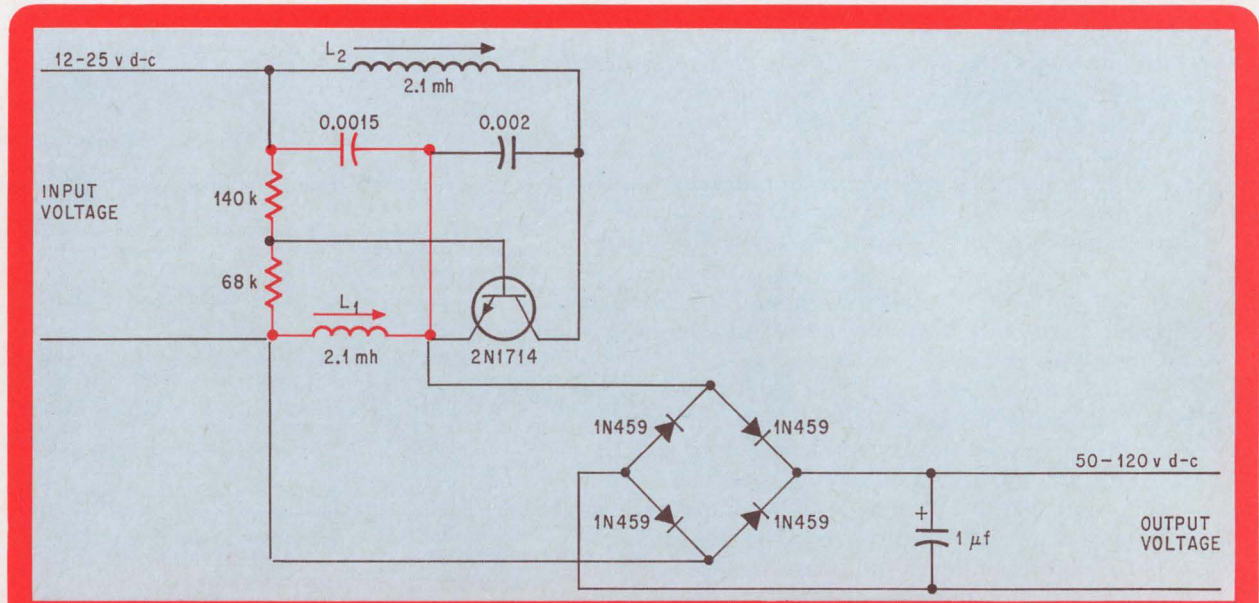 12-25 v d-c
L2
2.1 mh
0.0015
0.002
INPUT
VOLTAGE
140 k
68 k
L1
2.1 mh
2N1714
1N459
1N459
50-120 v d-c
1N459
1N459
+
1 µf
OUTPUT
VOLTAGE